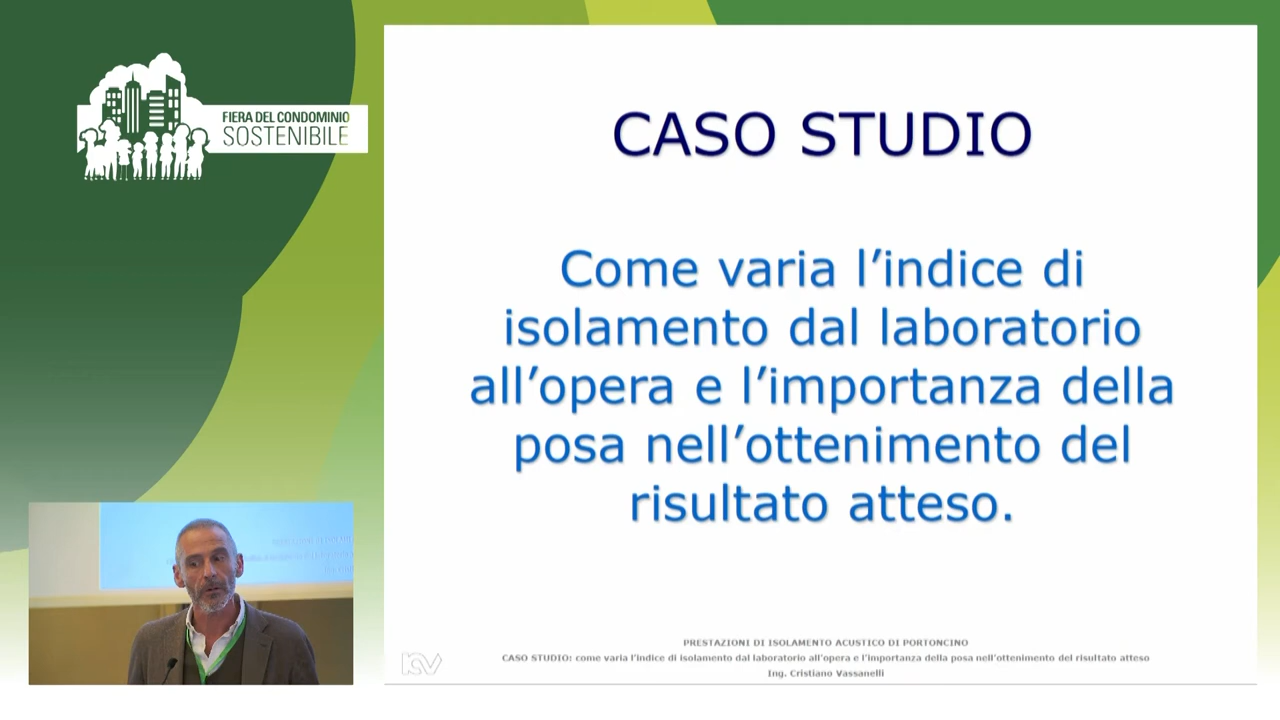 FIERA DEL CONDOMINIO
SOSTENIBILE
CASO STUDIO
Come varia l’indice di
isolamento dal laboratorio
all’opera e l’importanza della
posa nell’ottenimento del
risultato atteso.
PRESTAZIONI DI ISOLAMENTO ACUSTICO DI PORTONCINO
CASO STUDIO: come varia l’indice di isolamento dal laboratorio all’opera e l’importanza della posa nell’ottenimento del risultato atteso
Ing. Cristiano Vassanelli